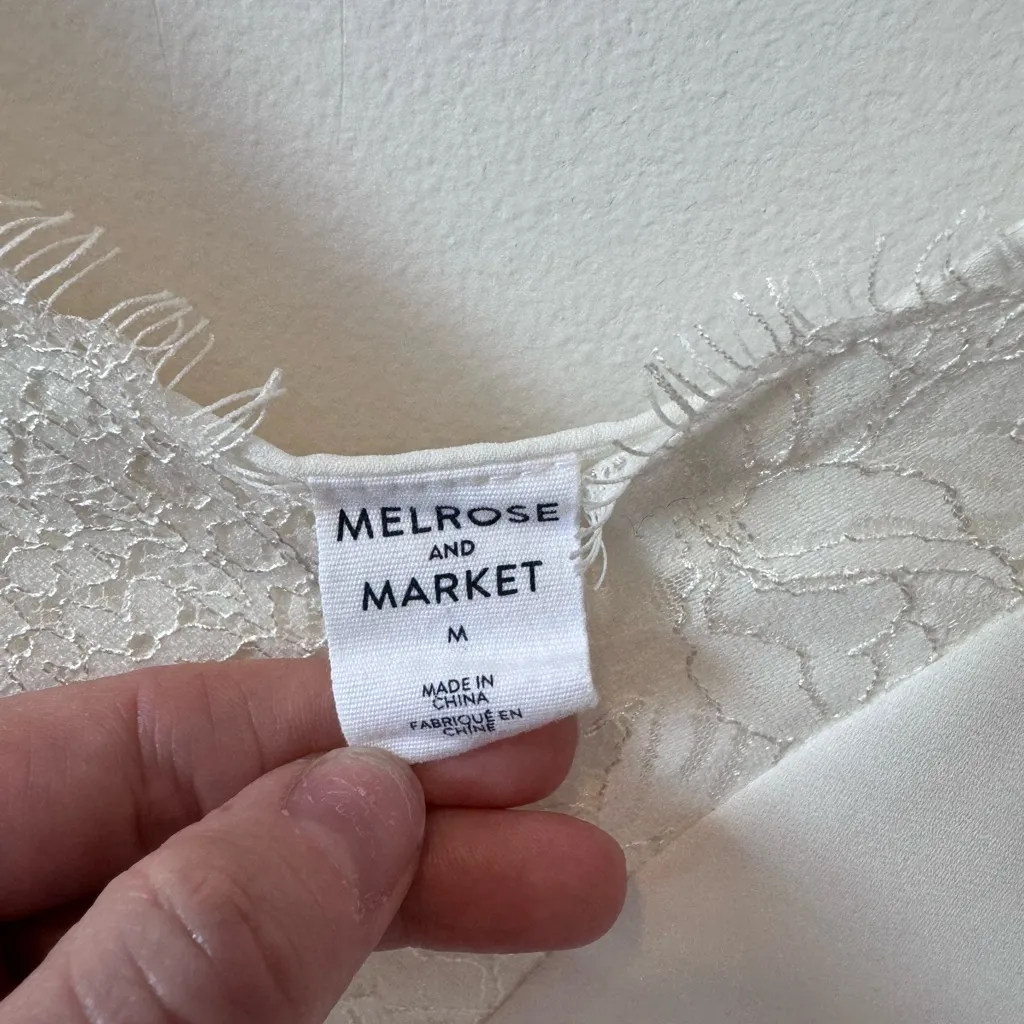 MELROSE
AND
MARKET
M
MADE IN
CHINA
FABRIQUÉ EN
CHINE